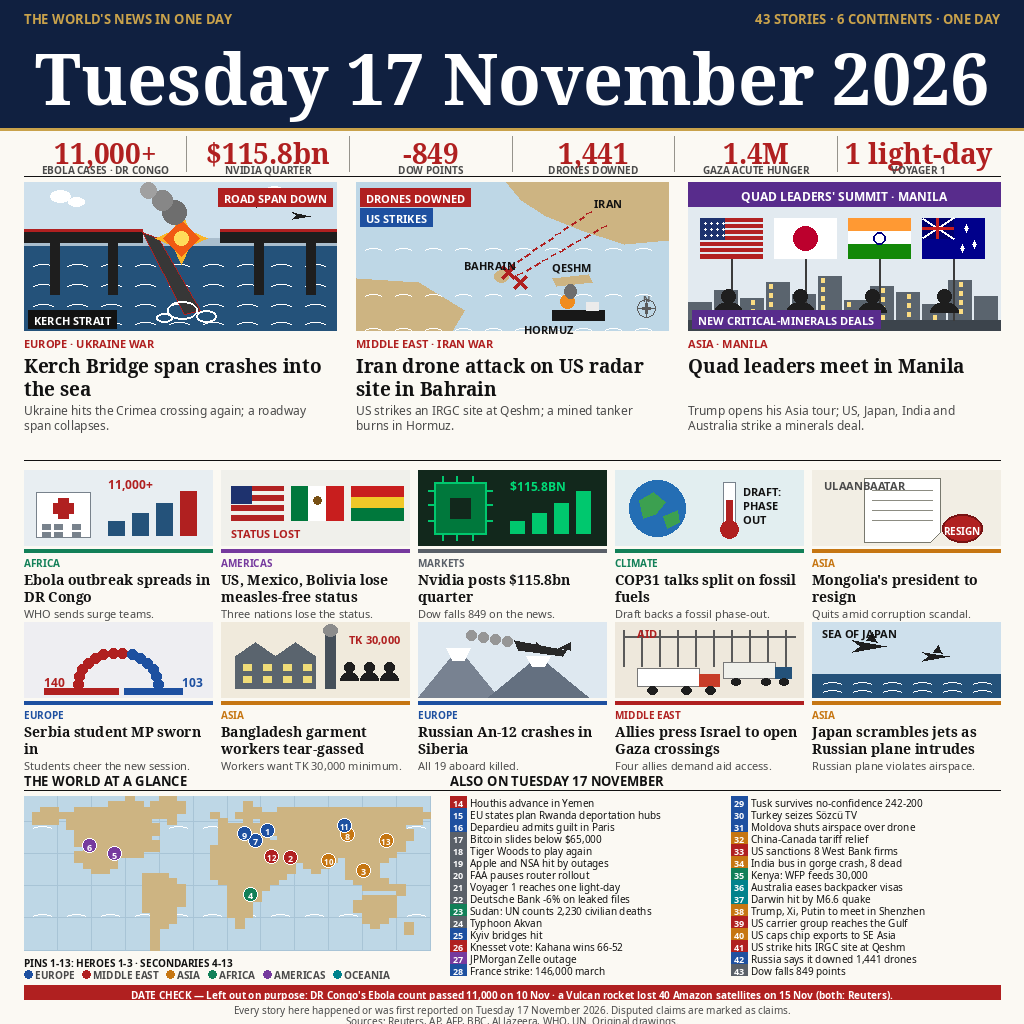 THE WORLD'S NEWS IN ONE DAY
43 STORIES · 6 CONTINENTS · ONE DAY
Tuesday 17 November 2026
11,000+
EBOLA CASES · DR CONGO
$115.8bn
NVIDIA QUARTER
-849
DOW POINTS
1,441
DRONES DOWNED
1.4M
GAZA ACUTE HUNGER
1 light-day
VOYAGER 1
ROAD SPAN DOWN
KERCH STRAIT
DRONES DOWNED
US STRIKES
IRAN
BAHRAIN
QESHM
N
HORMUZ
QUAD LEADERS' SUMMIT · MANILA
NEW CRITICAL-MINERALS DEALS
EUROPE · UKRAINE WAR
Kerch Bridge span crashes into
the sea
Ukraine hits the Crimea crossing again; a roadway
span collapses.
MIDDLE EAST · IRAN WAR
Iran drone attack on US radar
site in Bahrain
US strikes an IRGC site at Qeshm; a mined tanker
burns in Hormuz.
ASIA · MANILA
Quad leaders meet in Manila
Trump opens his Asia tour; US, Japan, India and
Australia strike a minerals deal.
11,000+
AFRICA
Ebola outbreak spreads in
DR Congo
WHO sends surge teams.
STATUS LOST
AMERICAS
US, Mexico, Bolivia lose
measles-free status
Three nations lose the status.
$115.8BN
MARKETS
Nvidia posts $115.8bn
quarter
Dow falls 849 on the news.
DRAFT:
PHASE
OUT
CLIMATE
COP31 talks split on fossil
fuels
Draft backs a fossil phase-out.
ULAANBAATAR
RESIGN
ASIA
Mongolia's president to
resign
Quits amid corruption scandal.
140
103
EUROPE
Serbia student MP sworn
in
Students cheer the new session.
TK 30,000
ASIA
Bangladesh garment
workers tear-gassed
Workers want TK 30,000 minimum.
EUROPE
Russian An-12 crashes in
Siberia
All 19 aboard killed.
AID
MIDDLE EAST
Allies press Israel to open
Gaza crossings
Four allies demand aid access.
SEA OF JAPAN
ASIA
Japan scrambles jets as
Russian plane intrudes
Russian plane violates airspace.
THE WORLD AT A GLANCE
6
5
9
7
1
11
8
13
12
2
10
3
4
PINS 1-13: HEROES 1-3 · SECONDARIES 4-13
EUROPE MIDDLE EAST ASIA AFRICA AMERICAS OCEANIA
ALSO ON TUESDAY 17 NOVEMBER
14 Houthis advance in Yemen
15 EU states plan Rwanda deportation hubs
16 Depardieu admits guilt in Paris
17 Bitcoin slides below $65,000
18 Tiger Woods to play again
19 Apple and NSA hit by outages
20 FAA pauses router rollout
21 Voyager 1 reaches one light-day
22 Deutsche Bank -6% on leaked files
23 Sudan: UN counts 2,230 civilian deaths
24 Typhoon Akvan
25 Kyiv bridges hit
26 Knesset vote: Kahana wins 66-52
27 JPMorgan Zelle outage
28 France strike: 146,000 march
29 Tusk survives no-confidence 242-200
30 Turkey seizes Sözcü TV
31 Moldova shuts airspace over drone
32 China-Canada tariff relief
33 US sanctions 8 West Bank firms
34 India bus in gorge crash, 8 dead
35 Kenya: WFP feeds 30,000
36 Australia eases backpacker visas
37 Darwin hit by M6.6 quake
38 Trump, Xi, Putin to meet in Shenzhen
39 US carrier group reaches the Gulf
40 US caps chip exports to SE Asia
41 US strike hits IRGC site at Qeshm
42 Russia says it downed 1,441 drones
43 Dow falls 849 points
DATE CHECK — Left out on purpose: DR Congo's Ebola count passed 11,000 on 10 Nov · a Vulcan rocket lost 40 Amazon satellites on 15 Nov (both: Reuters).
Every story here happened or was first reported on Tuesday 17 November 2026. Disputed claims are marked as claims.
Sources: Reuters, AP, AFP, BBC, Al Jazeera, WHO, UN. Original drawings.